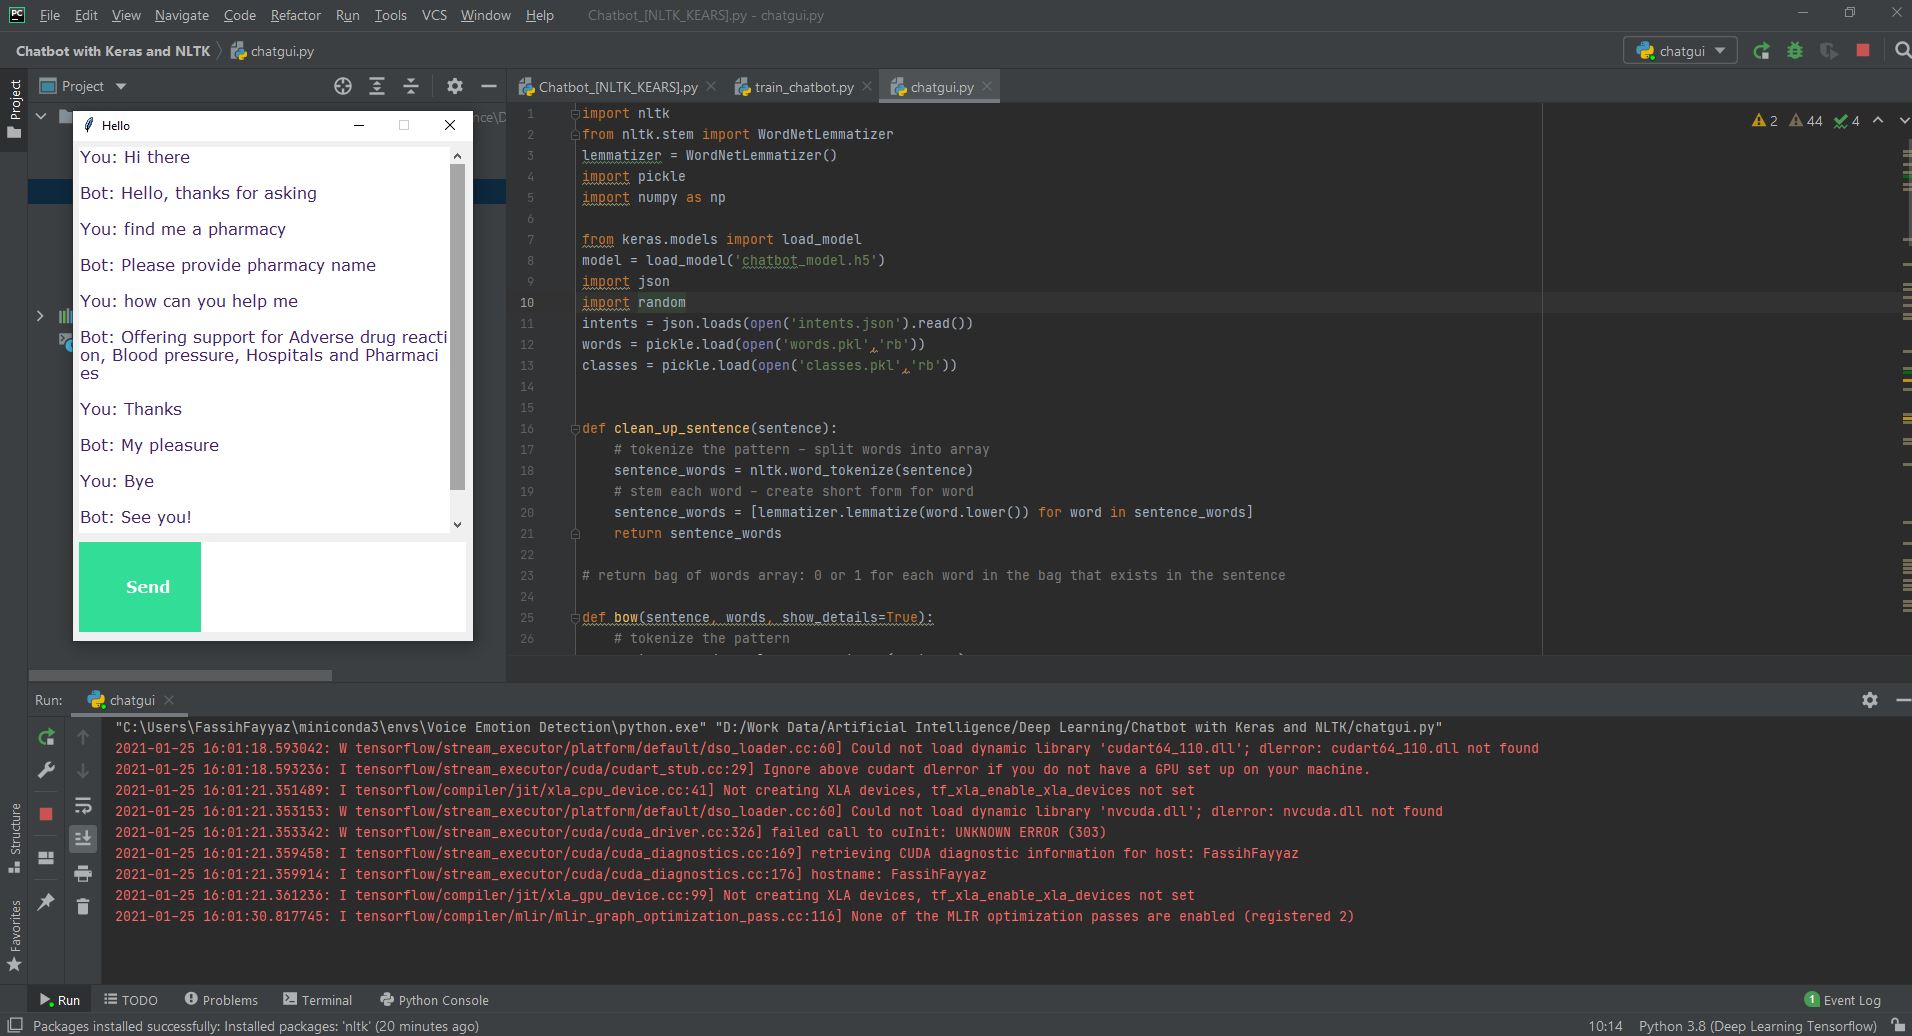 File Edit View Navigate Code Refactor Run Tools VCS Window Help Chatbot_[NLTK_KEARS].py - chatgui.py
Chatbot with Keras and NLTK chatgui.py chatgui
Project
Project
Chatbot_[NLTK_KEARS].py train_chatbot.py chatgui.py
nce\D
Hello
You: Hi there
Bot: Hello, thanks for asking
You: find me a pharmacy
Bot: Please provide pharmacy name
You: how can you help me
Bot: Offering support for Adverse drug reacti
on, Blood pressure, Hospitals and Pharmaci
es
You: Thanks
Bot: My pleasure
You: Bye
Bot: See you!
Send
2 44 4
1 import nltk
2 from nltk.stem import WordNetLemmatizer
3 lemmatizer = WordNetLemmatizer()
4 import pickle
5 import numpy as np
6
7 from keras.models import load_model
8 model = load_model('chatbot_model.h5')
9 import json
10 import random
11 intents = json.loads(open('intents.json').read())
12 words = pickle.load(open('words.pkl','rb'))
13 classes = pickle.load(open('classes.pkl','rb'))
14
15
16 def clean_up_sentence(sentence):
17 # tokenize the pattern - split words into array
18 sentence_words = nltk.word_tokenize(sentence)
19 # stem each word - create short form for word
20 sentence_words = [lemmatizer.lemmatize(word.lower()) for word in sentence_words]
21 return sentence_words
22
23 # return bag of words array: 0 or 1 for each word in the bag that exists in the sentence
24
25 def bow(sentence, words, show_details=True):
26 # tokenize the pattern
Run: chatgui
"C:\Users\FassihFayyaz\miniconda3\envs\Voice Emotion Detection\python.exe" "D:/Work Data/Artificial Intelligence/Deep Learning/Chatbot with Keras and NLTK/chatgui.py"
2021-01-25 16:01:18.593042: W tensorflow/stream_executor/platform/default/dso_loader.cc:60] Could not load dynamic library 'cudart64_110.dll'; dlerror: cudart64_110.dll not found
2021-01-25 16:01:18.593236: I tensorflow/stream_executor/cuda/cudart_stub.cc:29] Ignore above cudart dlerror if you do not have a GPU set up on your machine.
2021-01-25 16:01:21.351489: I tensorflow/compiler/jit/xla_cpu_device.cc:41] Not creating XLA devices, tf_xla_enable_xla_devices not set
2021-01-25 16:01:21.353153: W tensorflow/stream_executor/platform/default/dso_loader.cc:60] Could not load dynamic library 'nvcuda.dll'; dlerror: nvcuda.dll not found
2021-01-25 16:01:21.353342: W tensorflow/stream_executor/cuda/cuda_driver.cc:326] failed call to cuInit: UNKNOWN ERROR (303)
2021-01-25 16:01:21.359458: I tensorflow/stream_executor/cuda/cuda_diagnostics.cc:169] retrieving CUDA diagnostic information for host: FassihFayyaz
2021-01-25 16:01:21.359914: I tensorflow/stream_executor/cuda/cuda_diagnostics.cc:176] hostname: FassihFayyaz
2021-01-25 16:01:21.361236: I tensorflow/compiler/jit/xla_gpu_device.cc:99] Not creating XLA devices, tf_xla_enable_xla_devices not set
2021-01-25 16:01:30.817745: I tensorflow/compiler/mlir/mlir_graph_optimization_pass.cc:116] None of the MLIR optimization passes are enabled (registered 2)
Structure
Favorites
Run TODO Problems Terminal Python Console 1 Event Log
Packages installed successfully: Installed packages: 'nltk' (20 minutes ago) 10:14 Python 3.8 (Deep Learning Tensorflow)